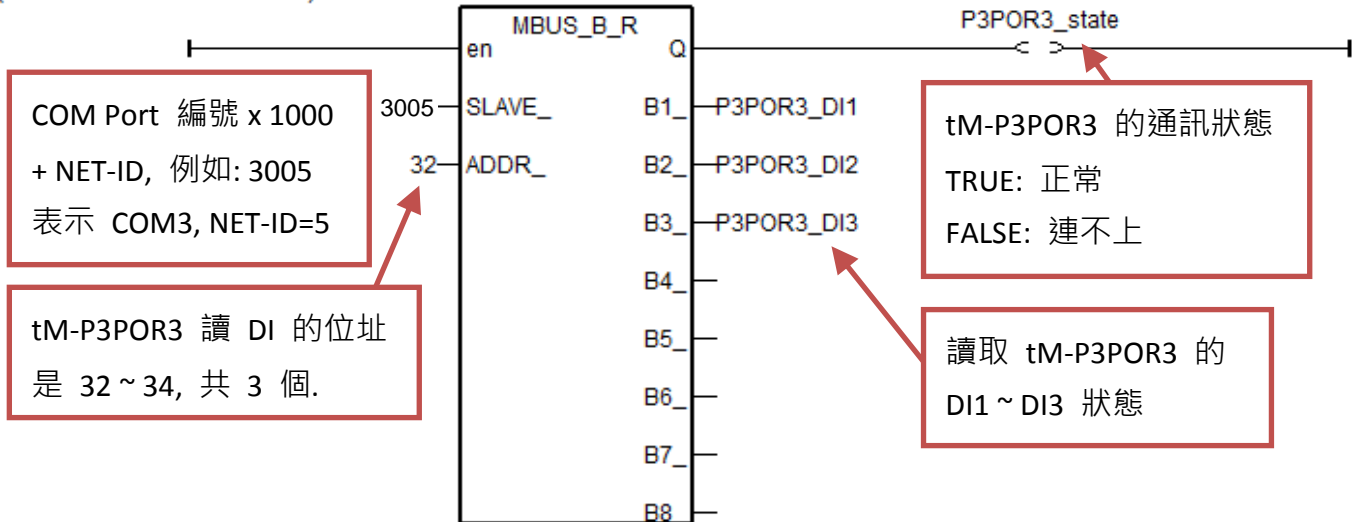 MBUS_B_R
P3POR3_state
en
Q
COM Port 編號 x 1000
+ NET-ID, 例如: 3005
表示 COM3, NET-ID=5
3005
SLAVE_
B1_
P3POR3_DI1
32
ADDR_
B2_
P3POR3_DI2
B3_
P3POR3_DI3
tM-P3POR3 的通訊狀態
TRUE: 正常
FALSE: 連不上
B4_
tM-P3POR3 讀 DI 的位址
是 32 ~ 34, 共 3 個.
B5_
B6_
讀取 tM-P3POR3 的
DI1 ~ DI3 狀態
B7_
B8